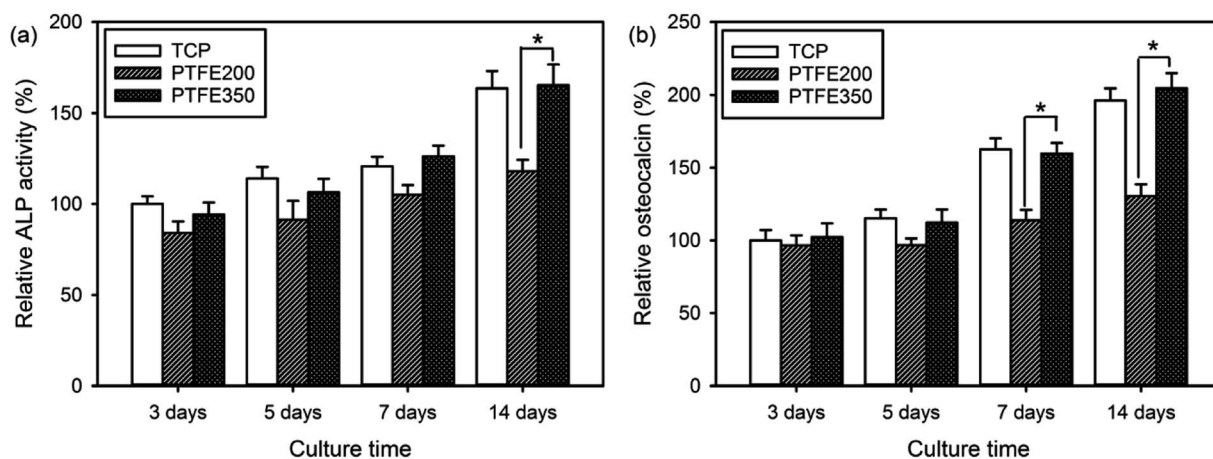 (a)
Relative ALP activity (%)
200
150
100
50
0
TCP
PTFE200
PTFE350
*
3 days
5 days
7 days
14 days
Culture time
(b)
Relative osteocalcin (%)
250
200
150
100
50
0
TCP
PTFE200
PTFE350
*
*
3 days
5 days
7 days
14 days
Culture time